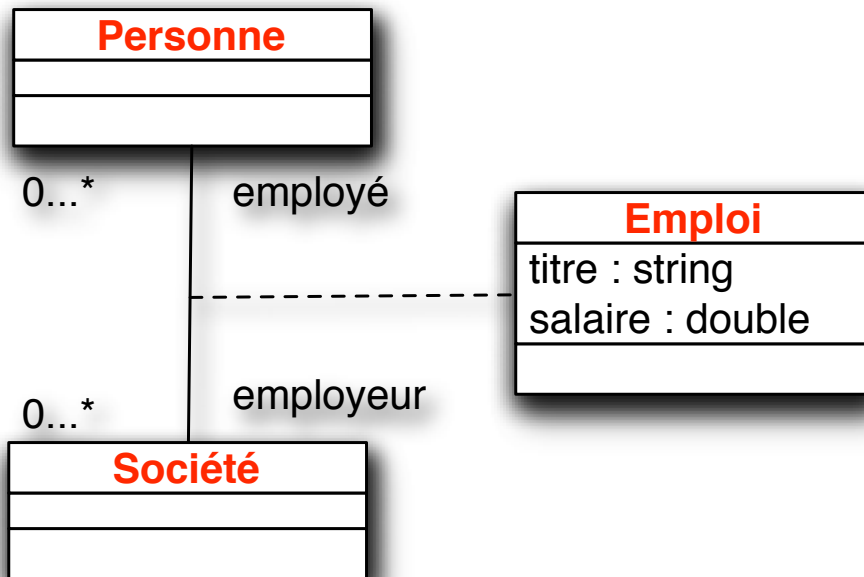 Personne
0...*
employé
Emploi
titre : string
salaire : double
0...*
employeur
Société